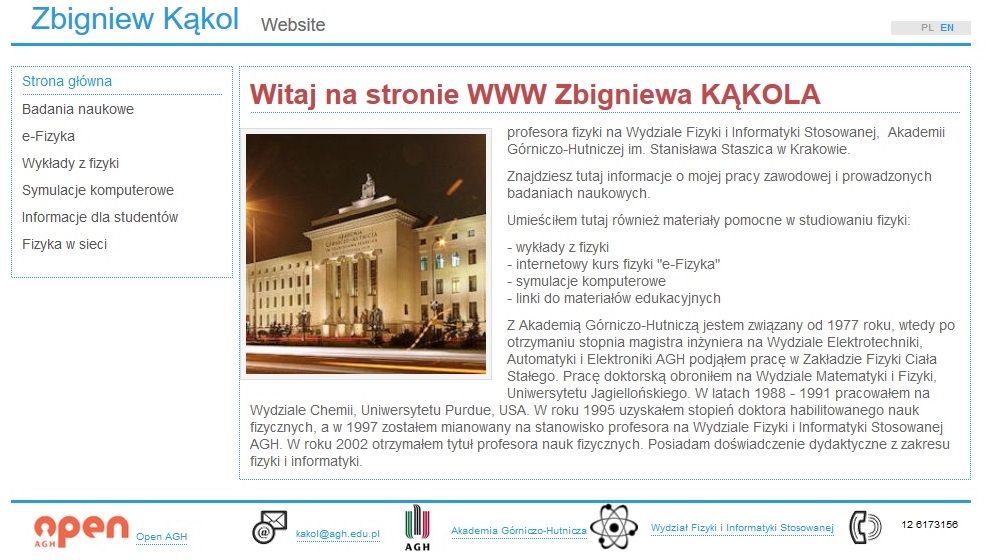 Zbigniew Kąkol Website
PL EN
Strona główna
Badania naukowe
e-Fizyka
Wykłady z fizyki
Symulacje komputerowe
Informacje dla studentów
Fizyka w sieci
Witaj na stronie WWW Zbigniewa KĄKOLA
profesora fizyki na Wydziale Fizyki i Informatyki Stosowanej, Akademii
Górniczo-Hutniczej im. Stanisława Staszica w Krakowie.
Znajdziesz tutaj informacje o mojej pracy zawodowej i prowadzonych
badaniach naukowych.
Umieściłem tutaj również materiały pomocne w studiowaniu fizyki:
- wykłady z fizyki
- internetowy kurs fizyki "e-Fizyka"
- symulacje komputerowe
- linki do materiałów edukacyjnych
Z Akademią Górniczo-Hutniczą jestem związany od 1977 roku, wtedy po
otrzymaniu stopnia magistra inżyniera na Wydziale Elektrotechniki,
Automatyki i Elektroniki AGH podjąłem pracę w Zakładzie Fizyki Ciała
Stałego. Pracę doktorską obroniłem na Wydziale Matematyki i Fizyki,
Uniwersytetu Jagiellońskiego. W latach 1988 - 1991 pracowałem na
Wydziale Chemii, Uniwersytetu Purdue, USA. W roku 1995 uzyskałem stopień doktora habilitowanego nauk
fizycznych, a w 1997 zostałem mianowany na stanowisko profesora na Wydziale Fizyki i Informatyki Stosowanej
AGH. W roku 2002 otrzymałem tytuł profesora nauk fizycznych. Posiadam doświadczenie dydaktyczne z zakresu
fizyki i informatyki.
AKADEMIA
GÓRNICZO-HUTNICZA
open
AGH
Open AGH
kakol@agh.edu.pl
AGH
Akademia Górniczo-Hutnicza
Wydział Fizyki i Informatyki Stosowanej
12 6173156